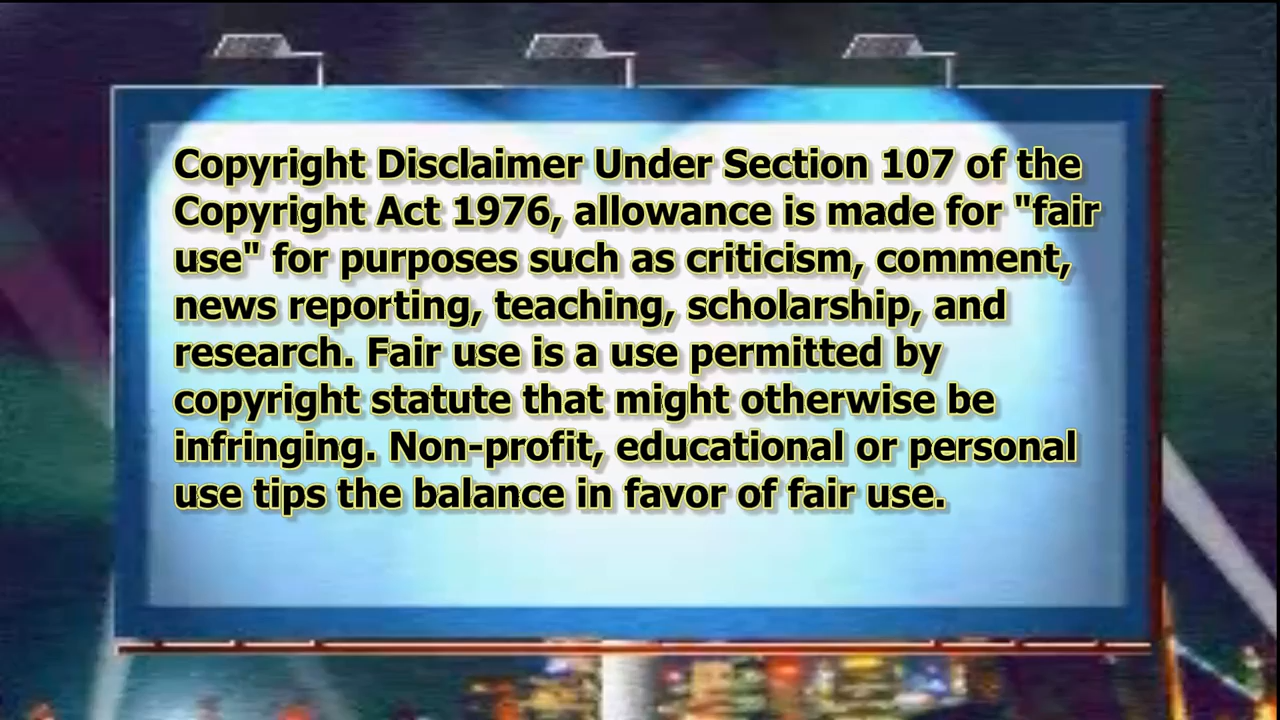 Copyright Disclaimer Under Section 107 of the
Copyright Act 1976, allowance is made for "fair
use" for purposes such as criticism, comment,
news reporting, teaching, scholarship, and
research. Fair use is a use permitted by
copyright statute that might otherwise be
infringing. Non-profit, educational or personal
use tips the balance in favor of fair use.